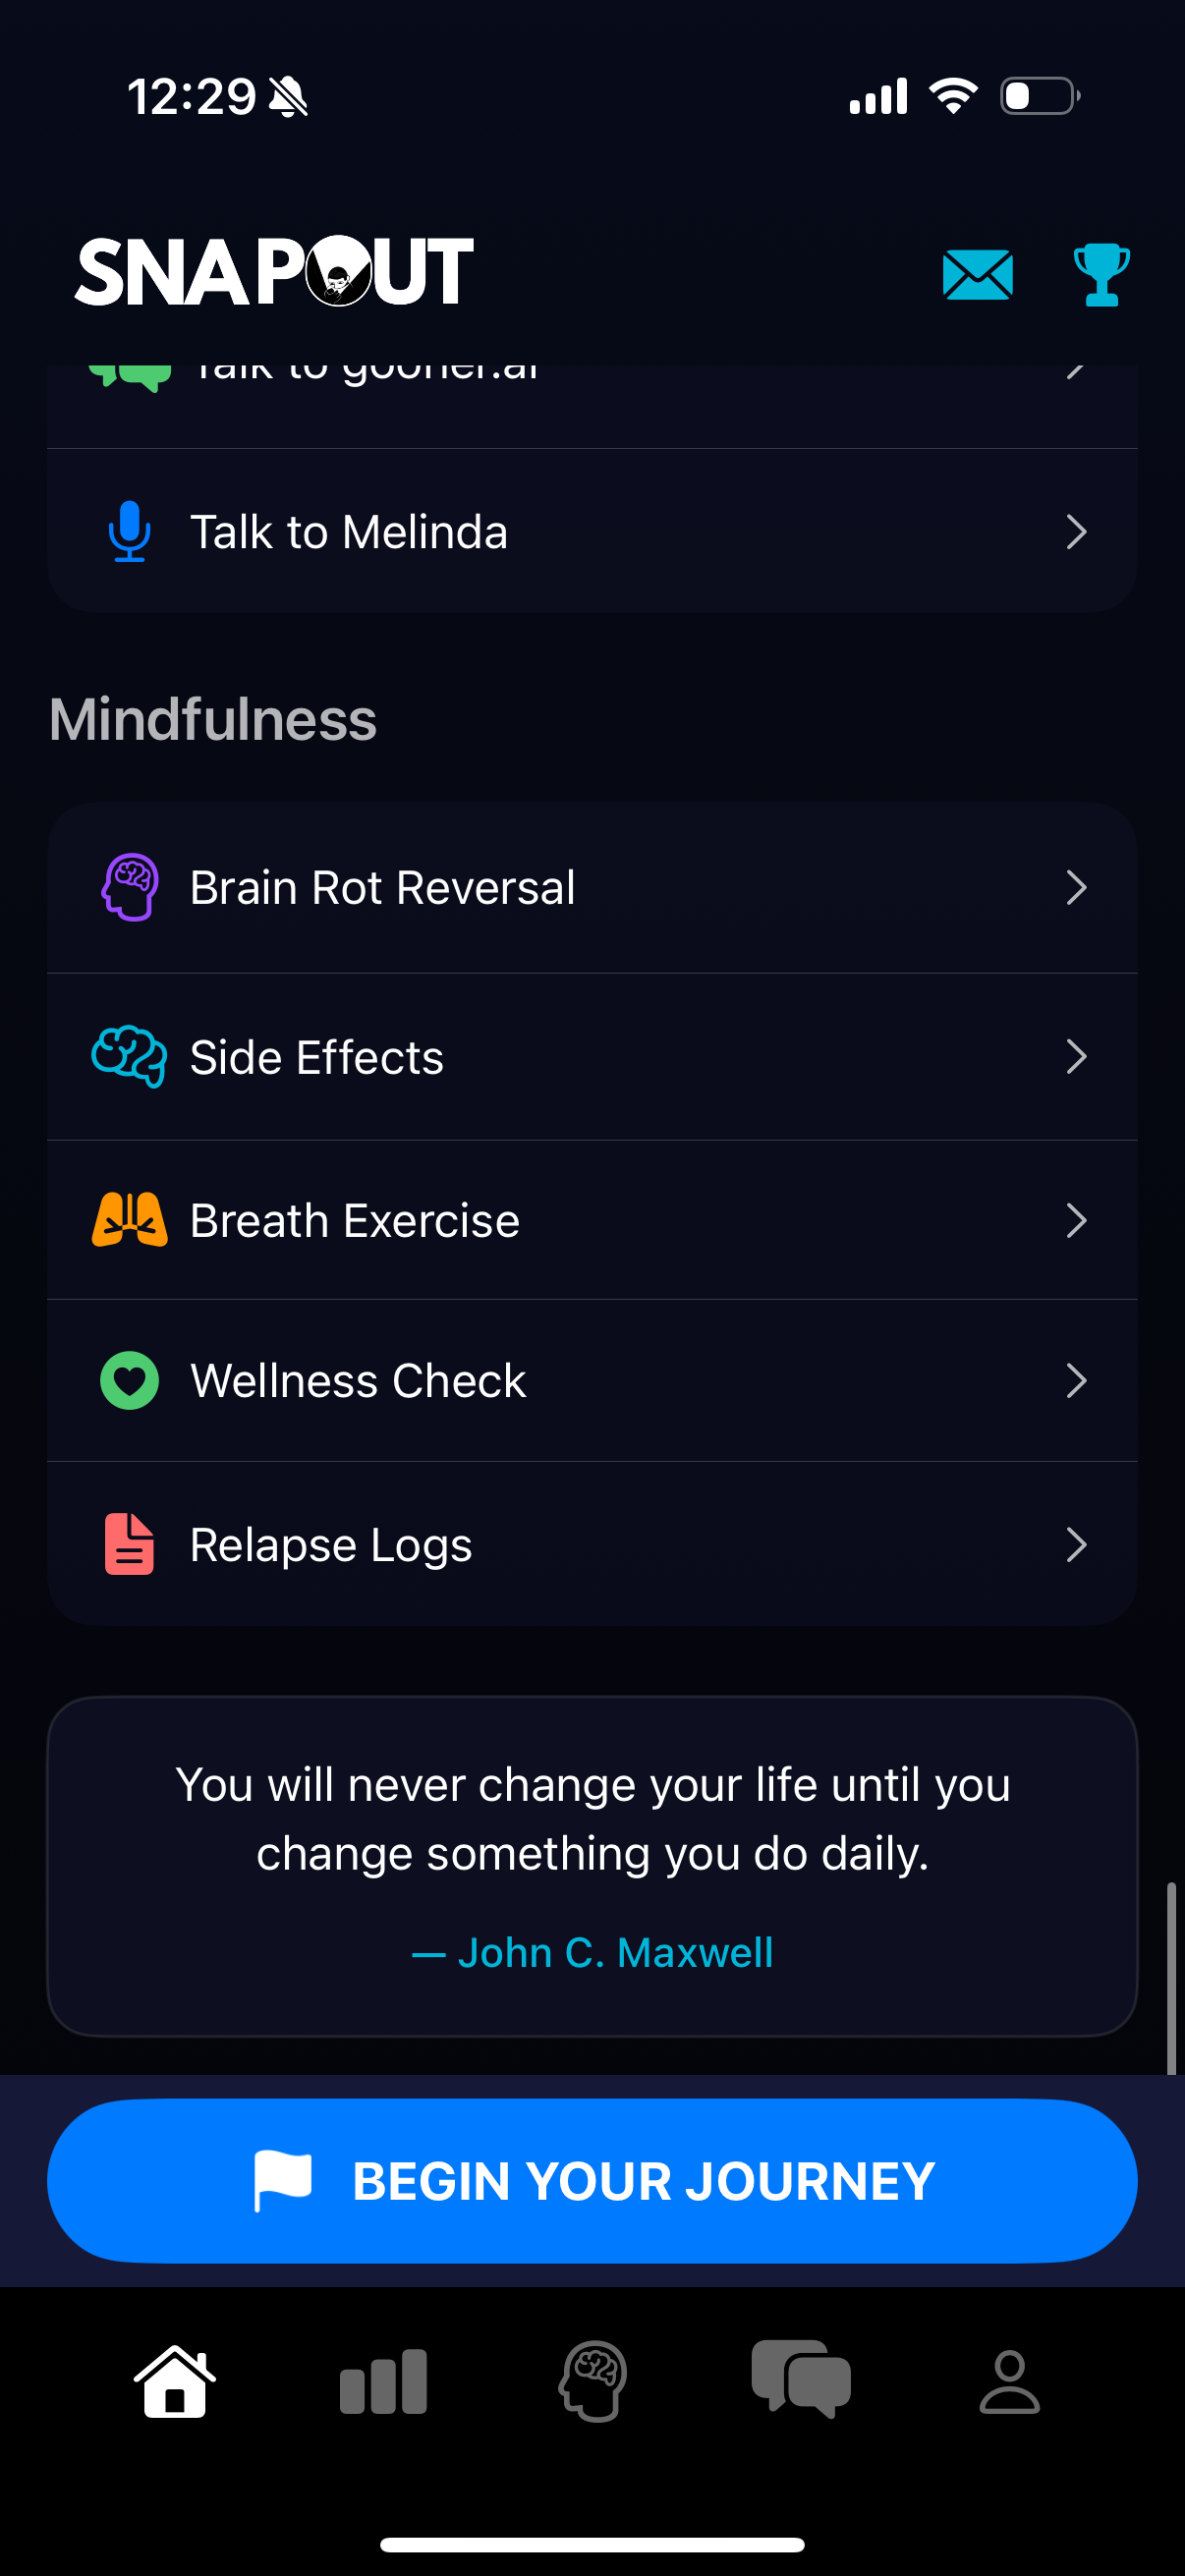 12:29
SNAPOUT
Talk to gooner.ai
Talk to Melinda
Mindfulness
Brain Rot Reversal
Side Effects
Breath Exercise
Wellness Check
Relapse Logs
You will never change your life until you
change something you do daily.
— John C. Maxwell
BEGIN YOUR JOURNEY